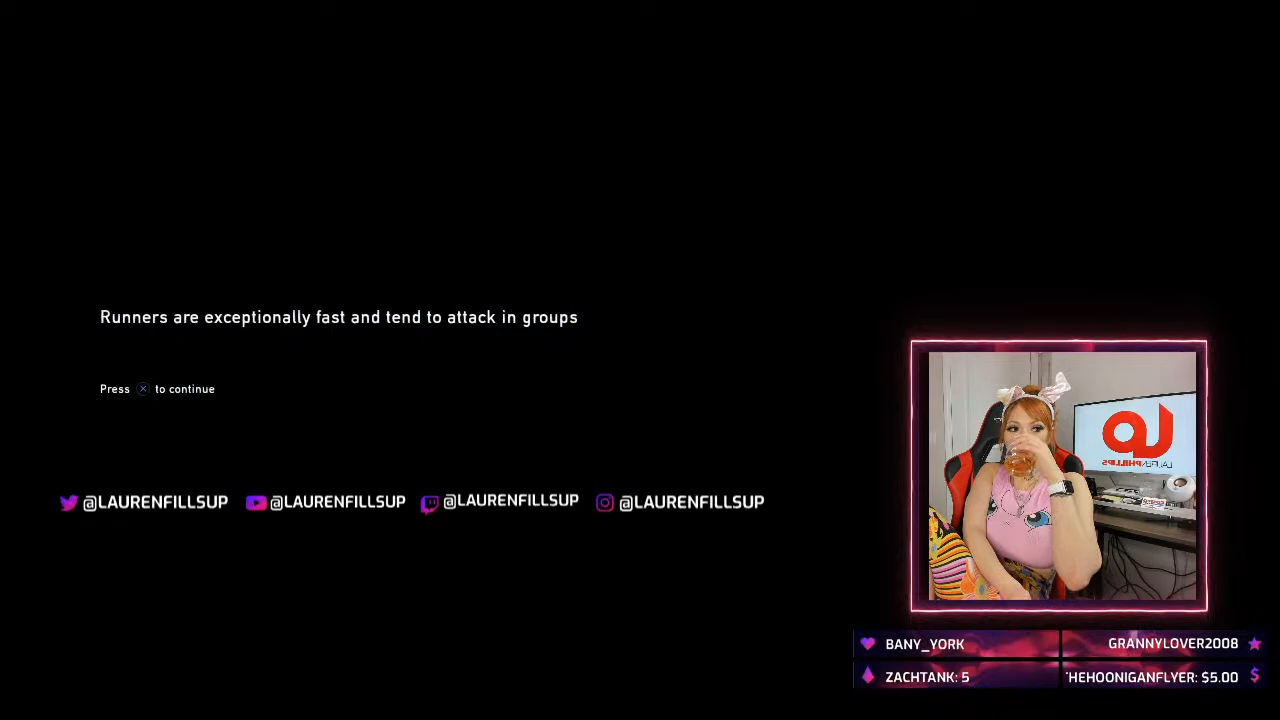 Runners are exceptionally fast and tend to attack in groups
Press ⓧ to continue
@LAURENFILLSUP @LAURENFILLSUP @LAURENFILLSUP @LAURENFILLSUP
LAURENPHILLIPS
BANY_YORK GRANNYLOVER2008
ZACHTANK: 5 HEHOONIGANFLYER: $5.00